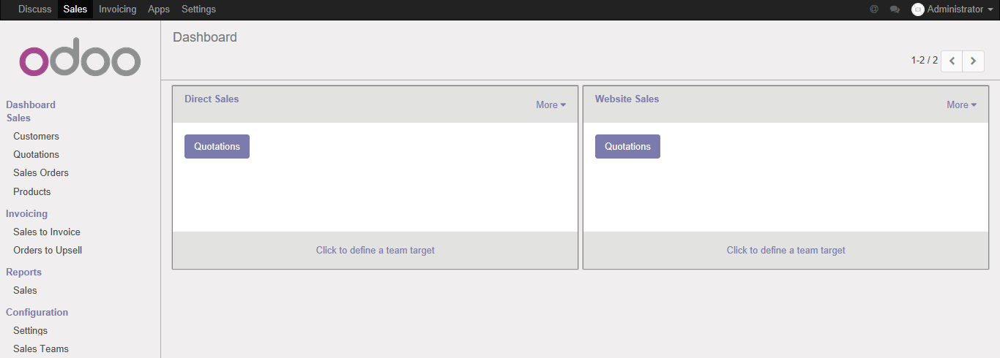 Discuss Sales Invoicing Apps Settings @ Administrator
odoo
Dashboard
Sales
Customers
Quotations
Sales Orders
Products
Invoicing
Sales to Invoice
Orders to Upsell
Reports
Sales
Configuration
Settings
Sales Teams
Dashboard
1-2 / 2
Direct Sales
More
Quotations
Click to define a team target
Website Sales
More
Quotations
Click to define a team target